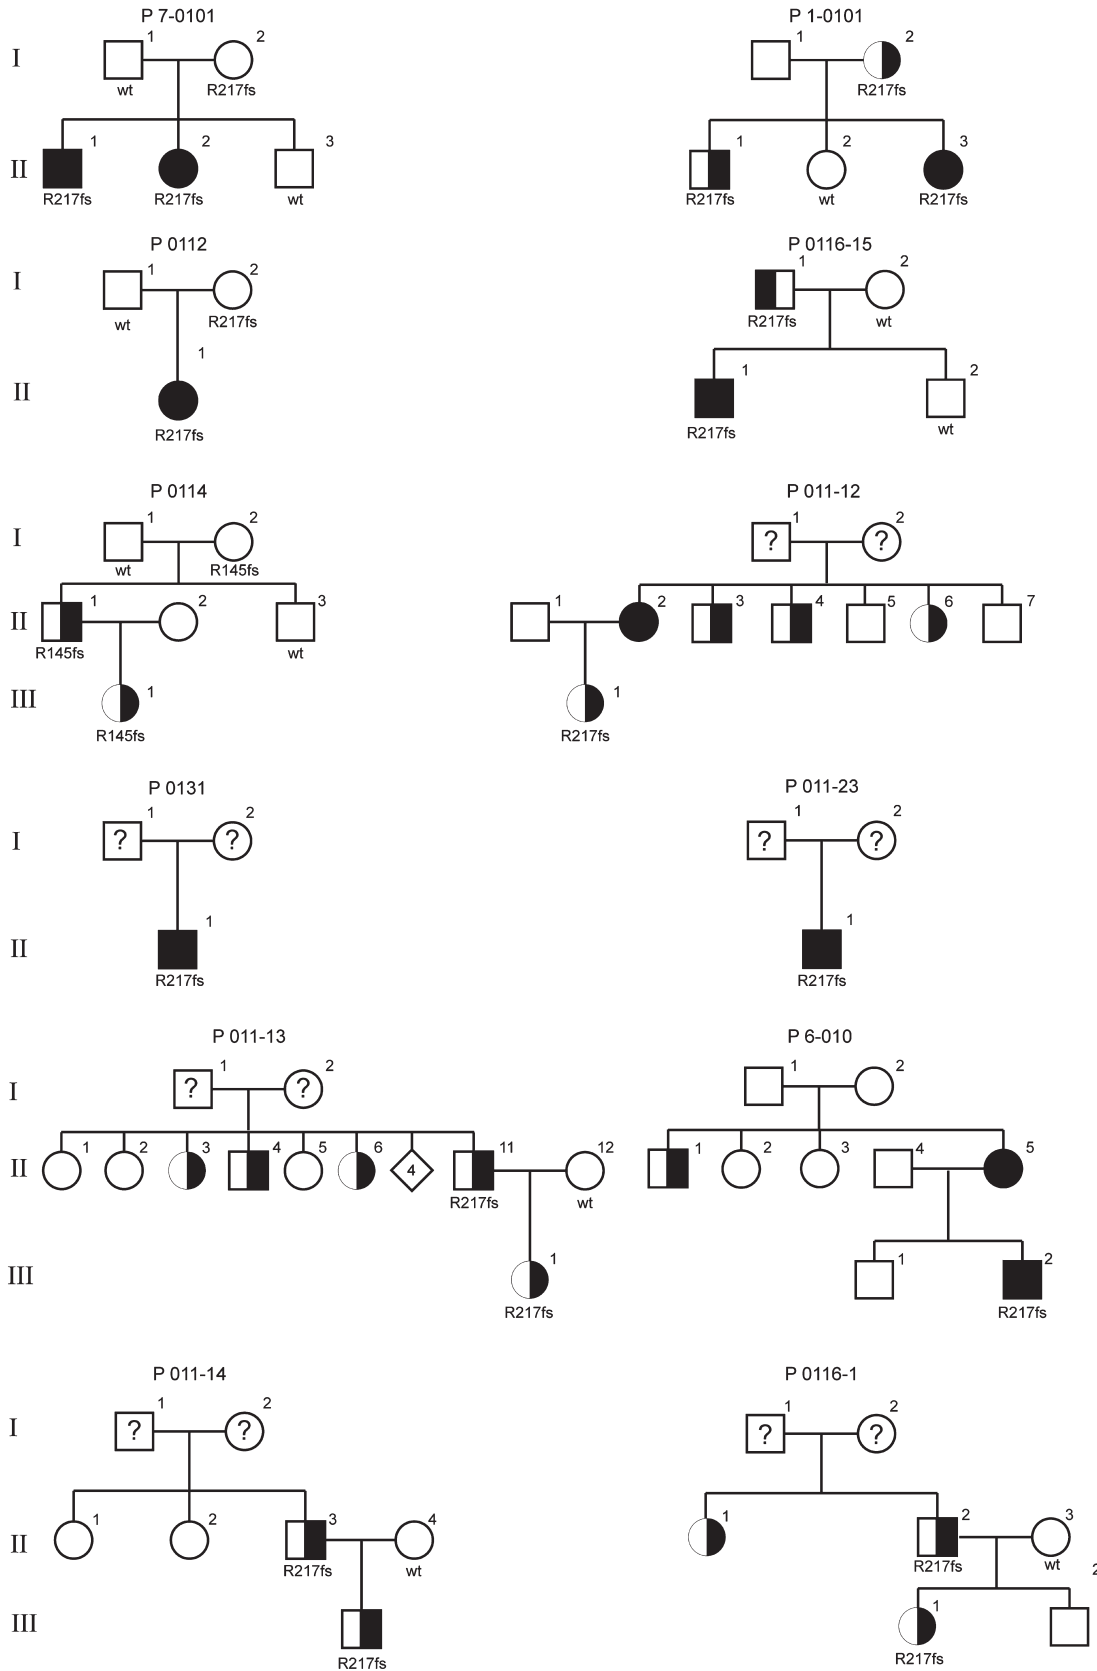 P 7-0101
P 1-0101
I
1
2
1
2
wt
R217fs
R217fs
II
1
2
3
1
2
3
R217fs
R217fs
wt
R217fs
wt
R217fs
P 0112
P 0116-15
I
1
2
1
2
wt
R217fs
R217fs
wt
II
1
1
2
R217fs
R217fs
wt
P 0114
P 011-12
I
1
2
? 1
? 2
wt
R145fs
II
1
2
3
1
2
3
4
5
6
7
R145fs
wt
III
1
1
R145fs
R217fs
P 0131
P 011-23
I
? 1
? 2
? 1
? 2
II
1
1
R217fs
R217fs
P 011-13
P 6-010
I
? 1
? 2
1
2
II
1
2
3
4
5
6
4
11
12
1
2
3
4
5
R217fs
wt
III
1
1
2
R217fs
R217fs
P 011-14
P 0116-1
I
? 1
? 2
? 1
? 2
II
1
2
3
4
1
2
3
R217fs
wt
R217fs
wt
2
III
1
R217fs
R217fs